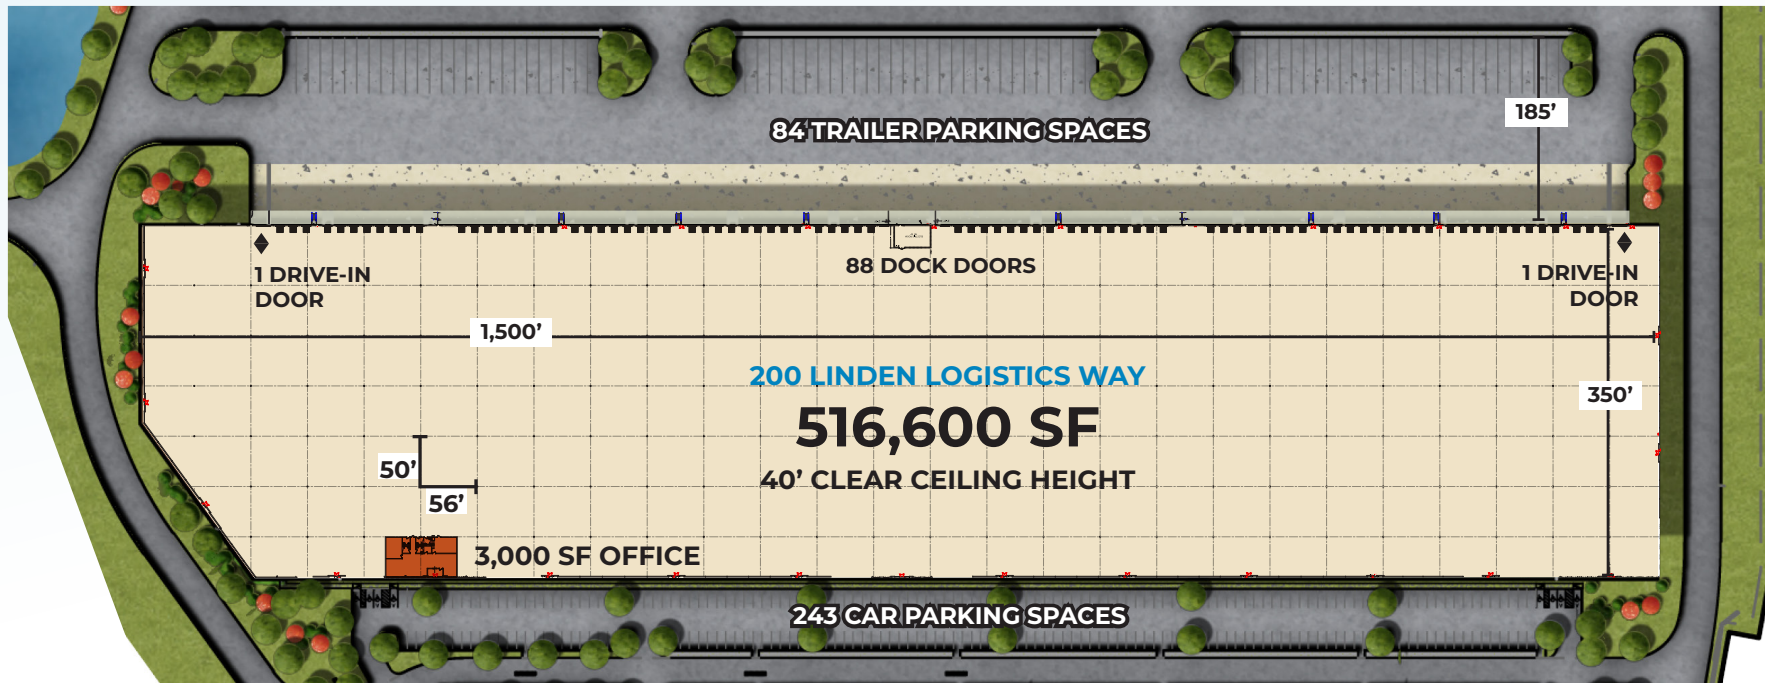 185’
84 TRAILER PARKING SPACES
1 DRIVE-IN
DOOR
88 DOCK DOORS
1 DRIVE-IN
DOOR
1,500’
200 LINDEN LOGISTICS WAY
350’
516,600 SF
50’
40’ CLEAR CEILING HEIGHT
56’
3,000 SF OFFICE
243 CAR PARKING SPACES